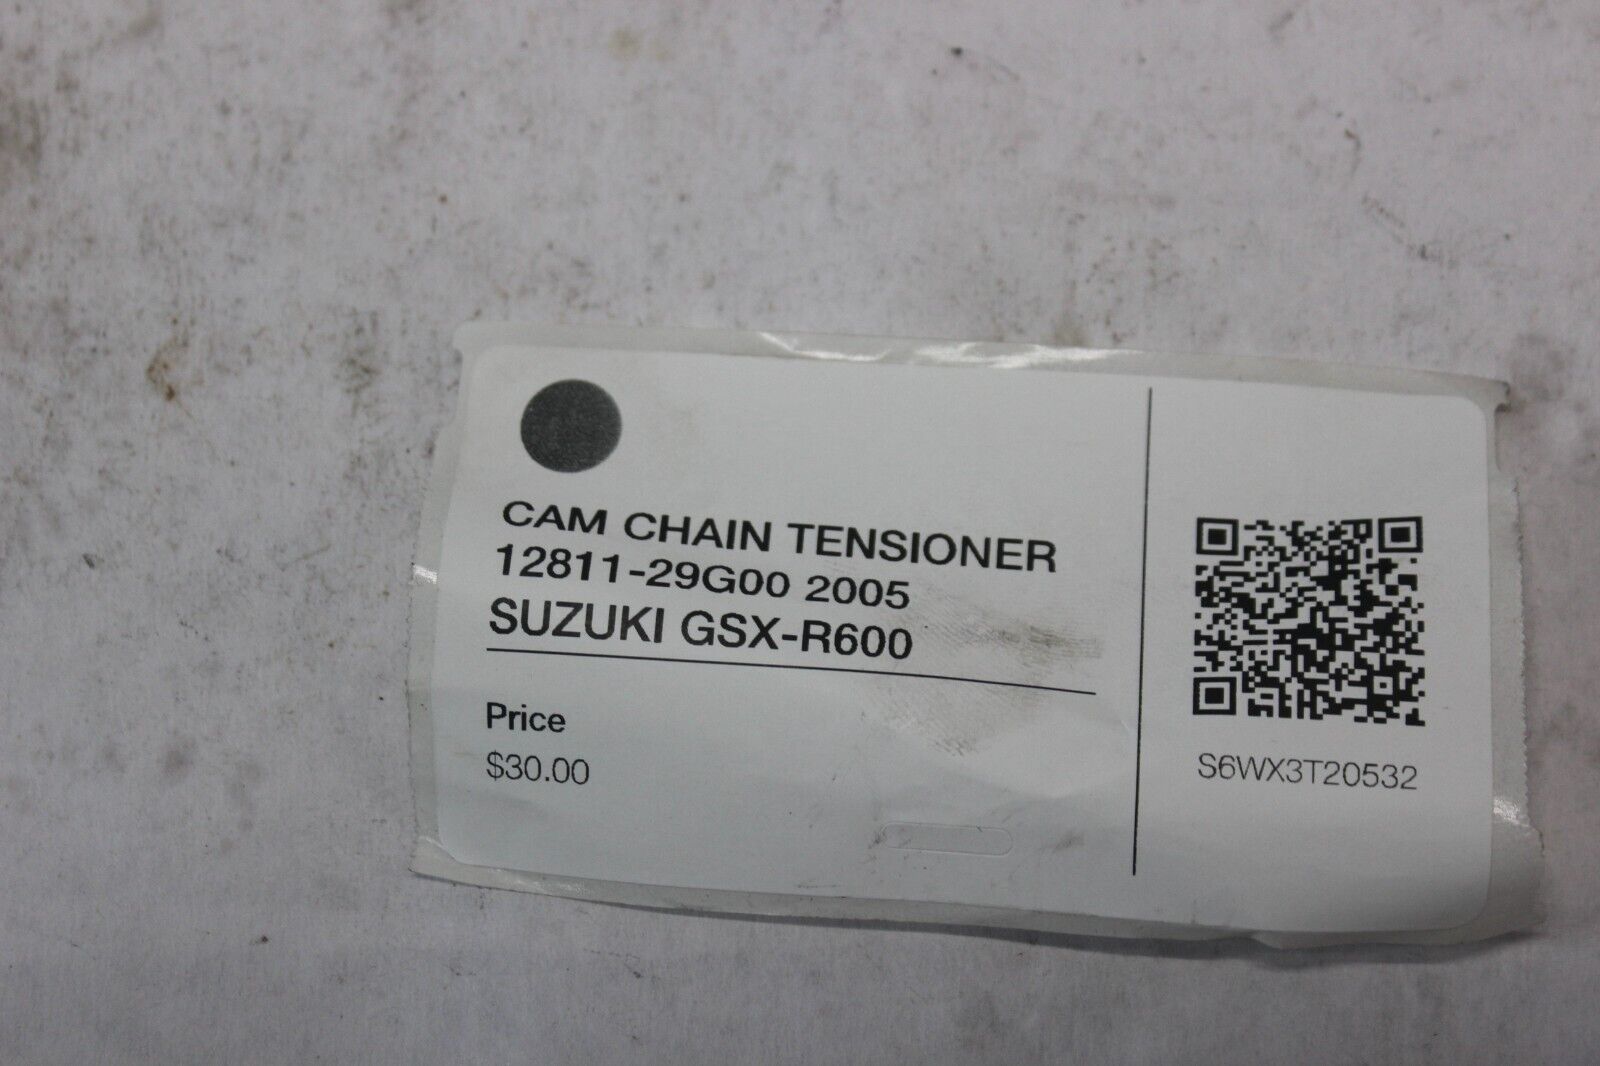 CAM CHAIN TENSIONER
12811-29G00 2005
SUZUKI GSX-R600
Price
$30.00
S6WX3T20532